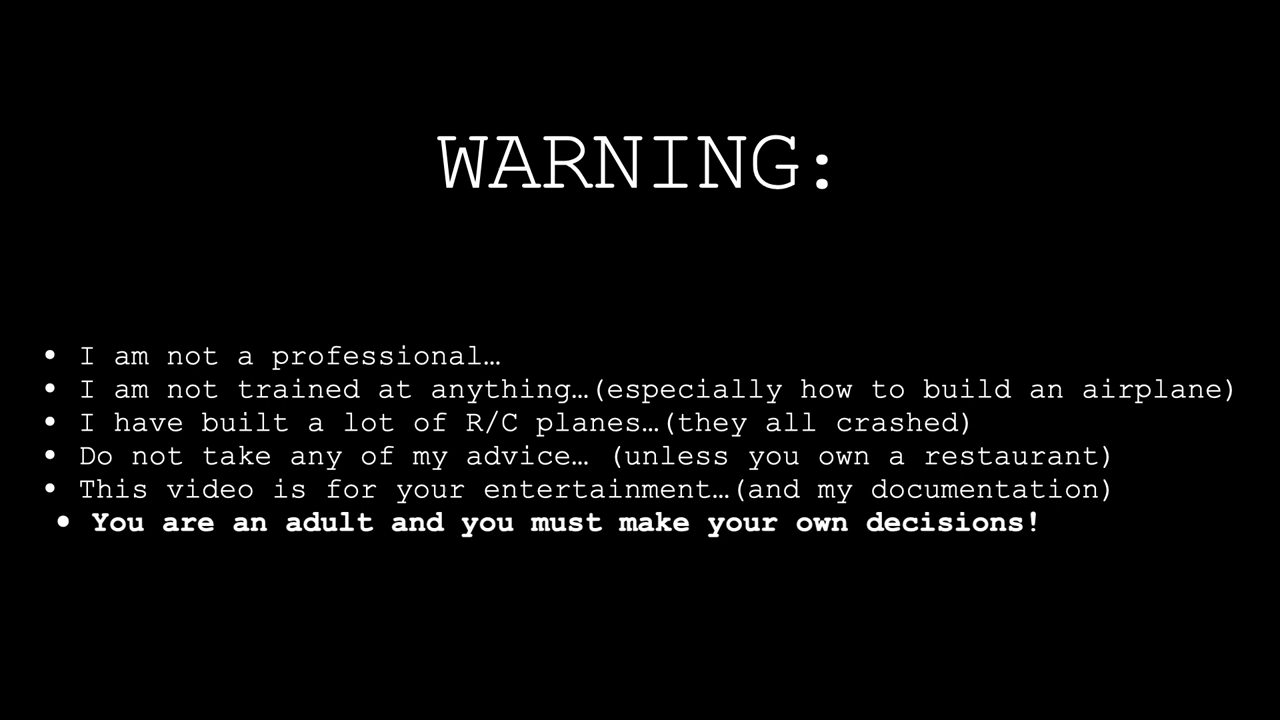 WARNING:
• I am not a professional…
• I am not trained at anything…(especially how to build an airplane)
• I have built a lot of R/C planes…(they all crashed)
• Do not take any of my advice… (unless you own a restaurant)
• This video is for your entertainment…(and my documentation)
• You are an adult and you must make your own decisions!